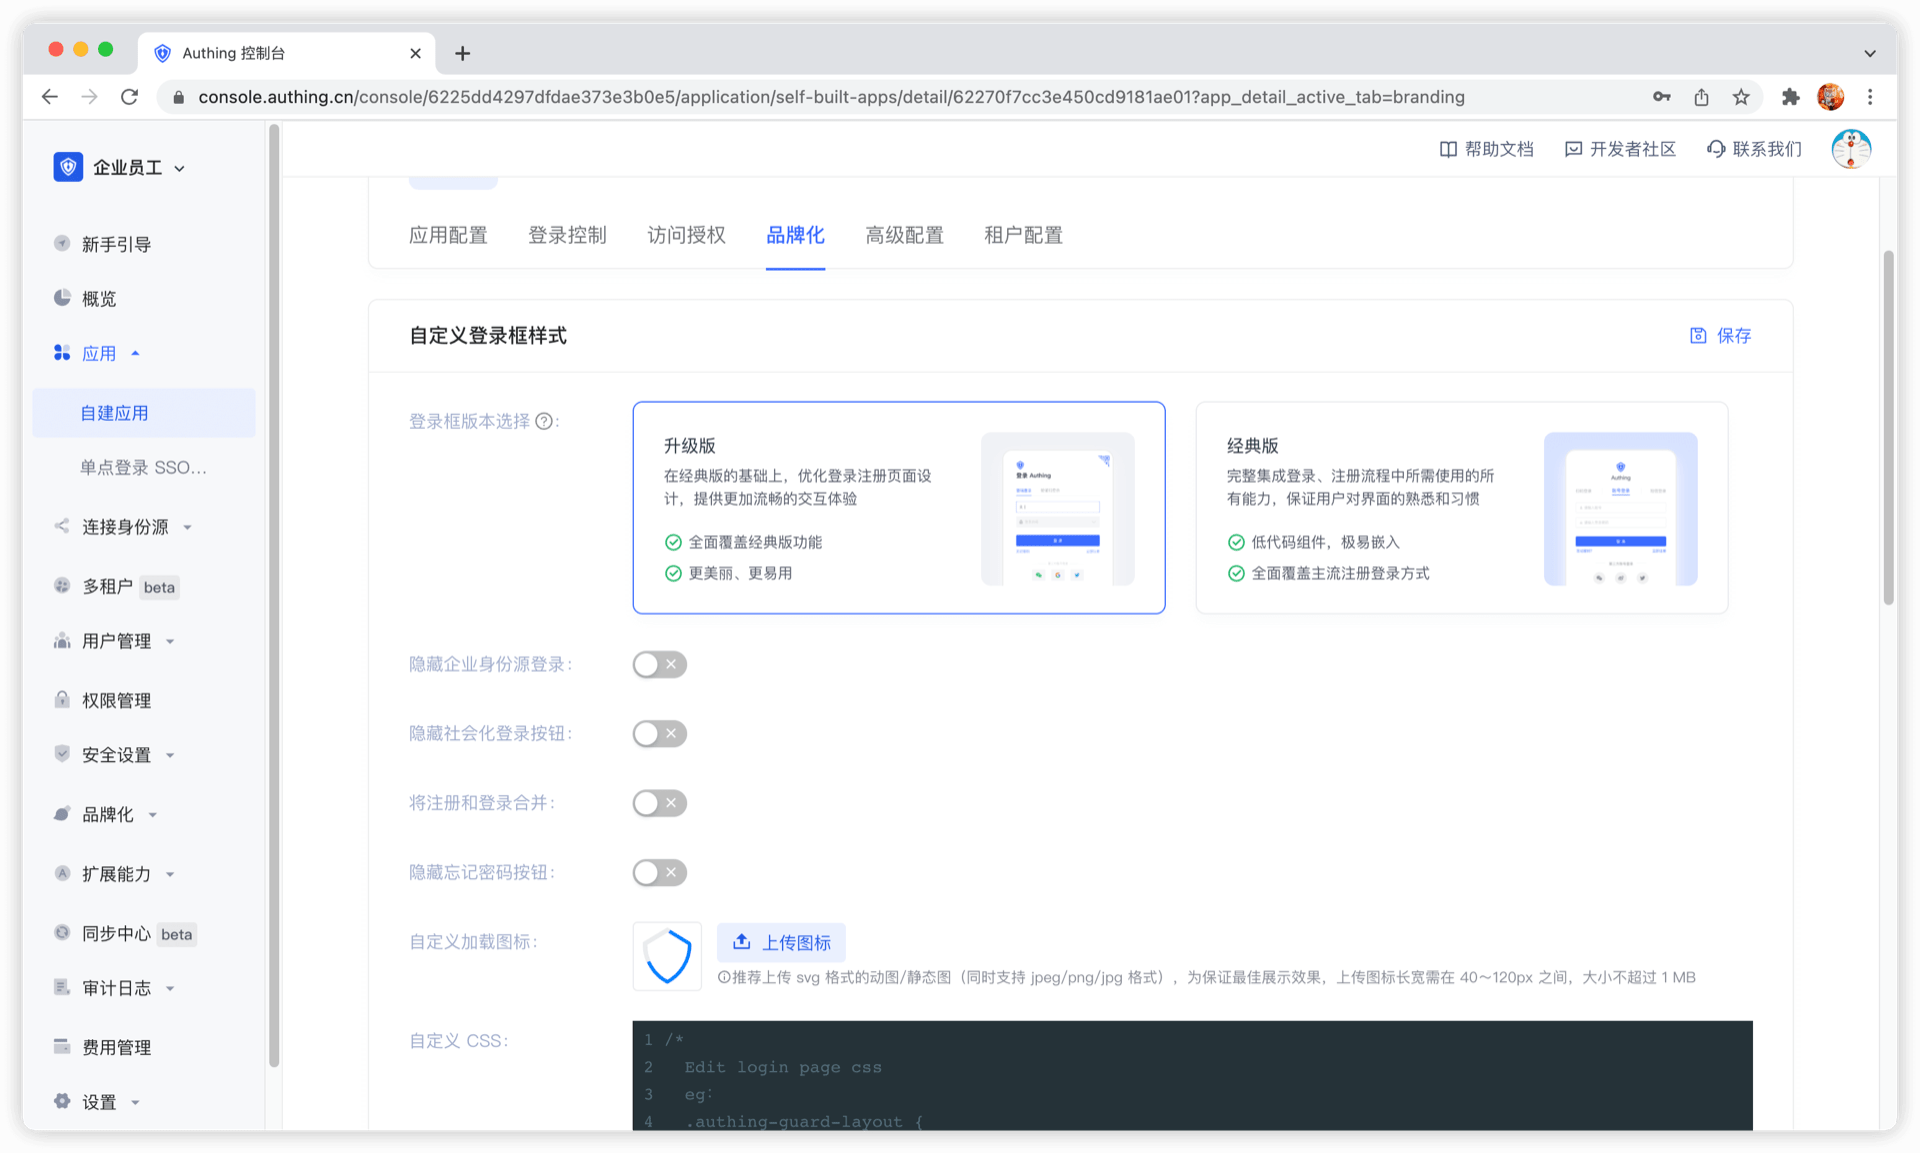 Authing 控制台
console.authing.cn/console/6225dd4297dfdae373e3b0e5/application/self-built-apps/detail/62270f7cc3e450cd9181ae01?app_detail_active_tab=branding
企业员工
帮助文档
开发者社区
联系我们
新手引导
概览
应用
自建应用
单点登录 SSO...
连接身份源
多租户 beta
用户管理
权限管理
安全设置
品牌化
扩展能力
同步中心 beta
审计日志
费用管理
设置
应用配置
登录控制
访问授权
品牌化
高级配置
租户配置
自定义登录框样式
保存
登录框版本选择 ? :
升级版
在经典版的基础上，优化登录注册页面设
计，提供更加流畅的交互体验
全面覆盖经典版功能
更美丽、更易用
登录 Authing
经典版
完整集成登录、注册流程中所需使用的所
有能力，保证用户对界面的熟悉和习惯
低代码组件，极易嵌入
全面覆盖主流注册登录方式
Authing
隐藏企业身份源登录:
隐藏社会化登录按钮:
将注册和登录合并:
隐藏忘记密码按钮:
自定义加载图标:
上传图标
推荐上传 svg 格式的动图/静态图（同时支持 jpeg/png/jpg 格式），为保证最佳展示效果，上传图标长宽需在 40～120px 之间，大小不超过 1 MB
自定义 CSS:
1 /*
2 Edit login page css
3 eg:
4 .authing-guard-layout {